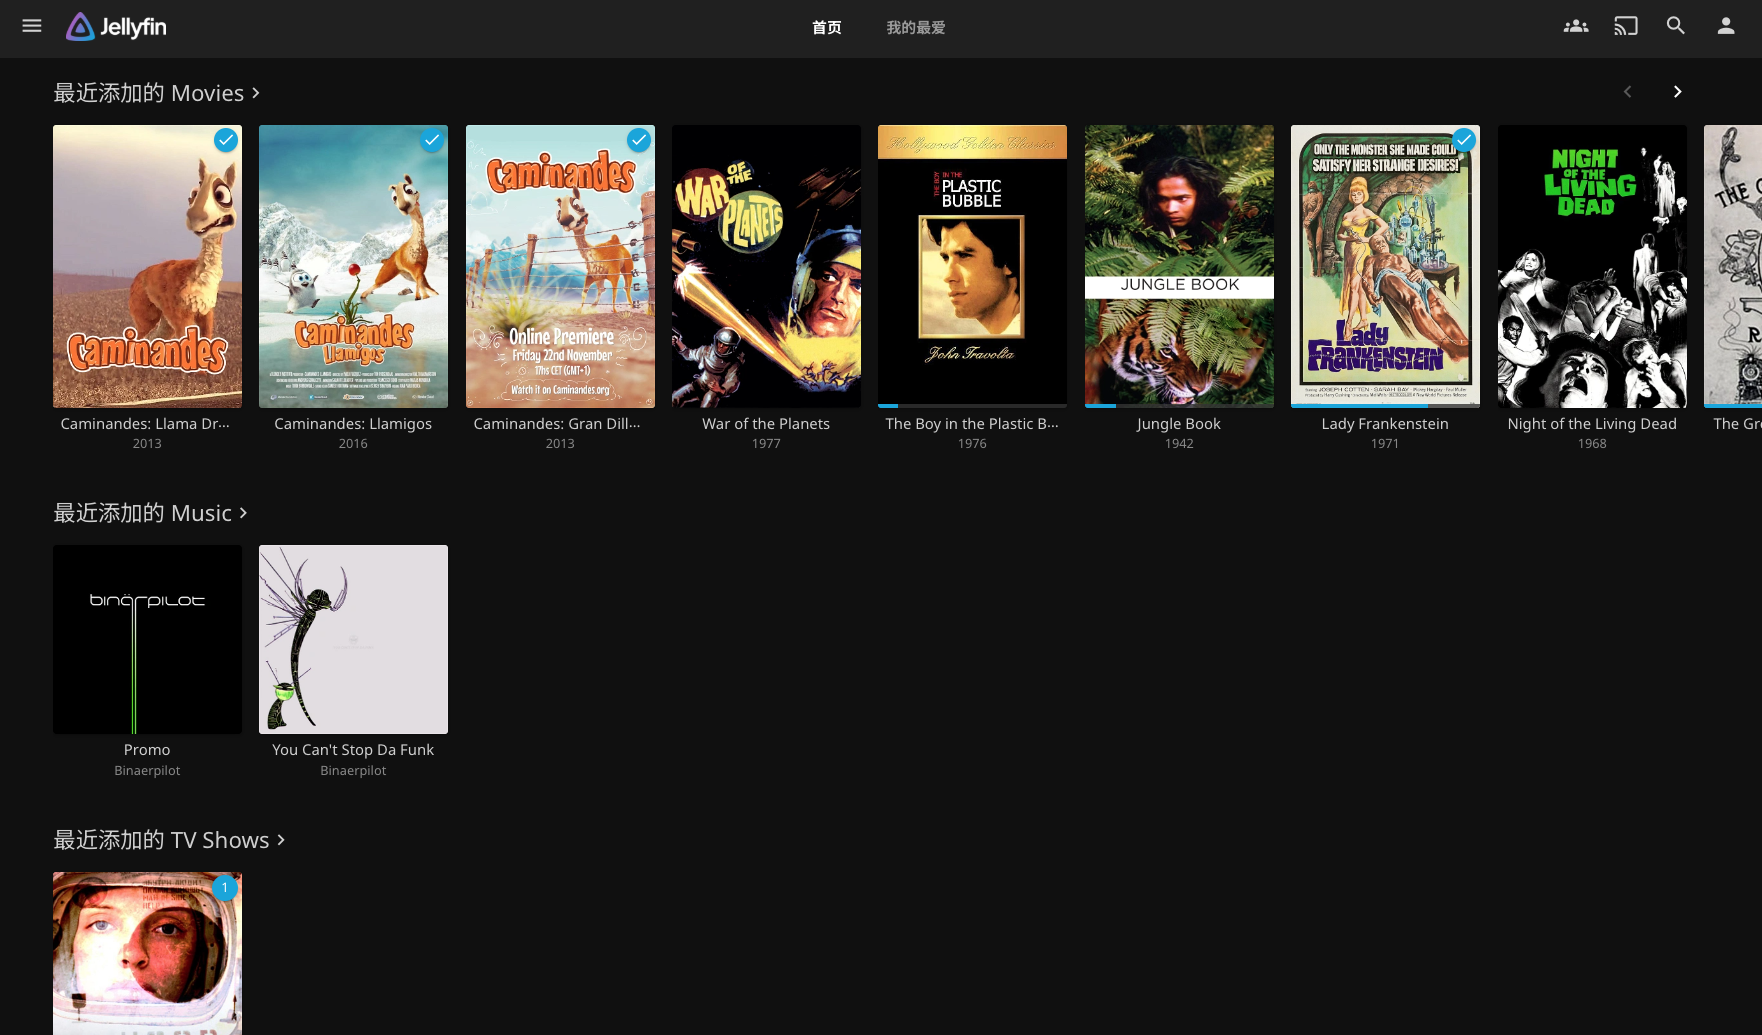 Jellyfin
首页
我的最爱
最近添加的 Movies
Caminandes
Caminandes
Llamigos
Caminandes
Online Premiere
Friday 22nd November
17hs CET (GMT-1)
Watch it on Caminandes.org
WAR
OF THE
PLANETS
Hollywood Golden Classics
THE BOY IN THE
PLASTIC
BUBBLE
John Travolta
JUNGLE BOOK
ONLY THE MONSTER SHE MADE COULD
SATISFY HER STRANGE DESIRES!
Lady
FRANKENSTEIN
NIGHT
OF THE
LIVING
DEAD
THE
Caminandes: Llama Dr...
2013
Caminandes: Llamigos
2016
Caminandes: Gran Dill...
2013
War of the Planets
1977
The Boy in the Plastic B...
1976
Jungle Book
1942
Lady Frankenstein
1971
Night of the Living Dead
1968
The Gr
最近添加的 Music
binärpilot
Promo
Binaerpilot
You Can't Stop Da Funk
Binaerpilot
最近添加的 TV Shows
1